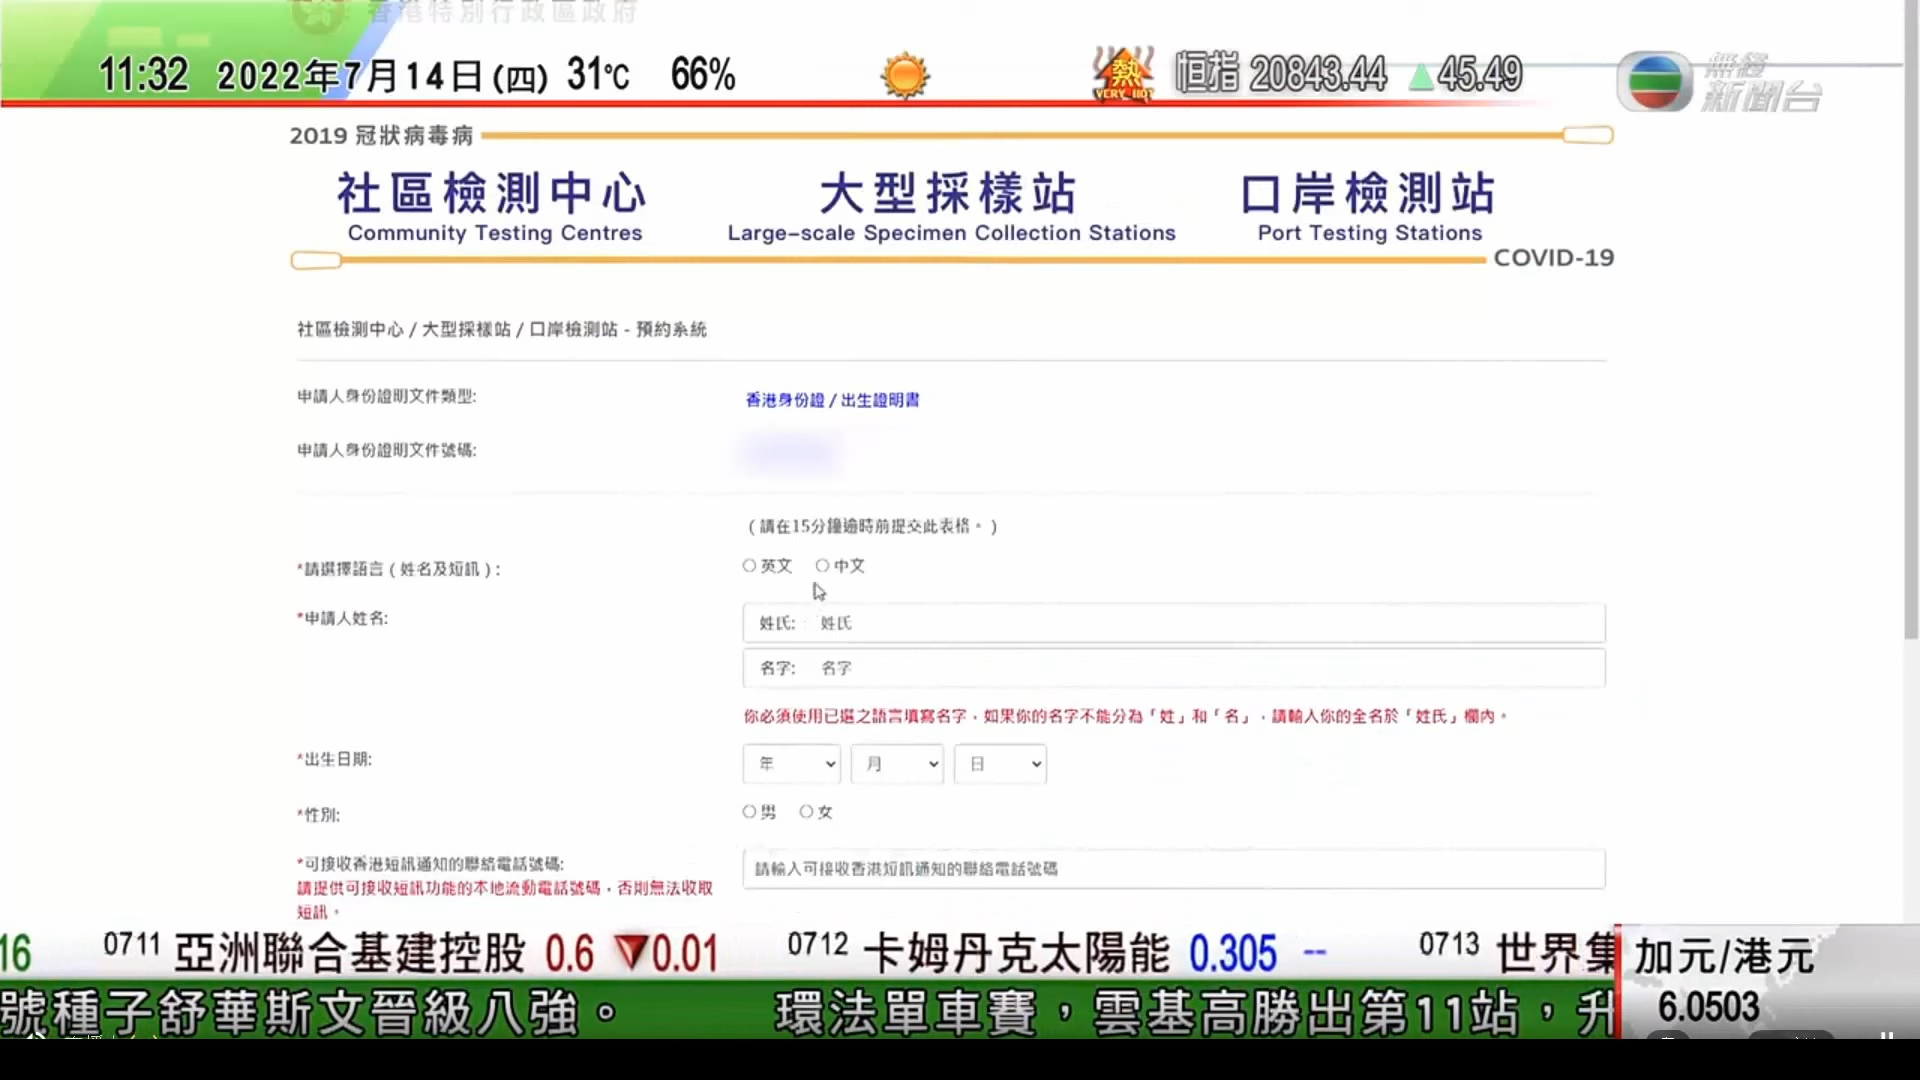 香港特別行政區政府
11:32 2022年7月14日(四) 31℃ 66% 熱 VERY HOT 恒指 20843.44 ▲45.49 無綫新聞台
2019 冠狀病毒病
社區檢測中心 大型採樣站 口岸檢測站
Community Testing Centres Large-scale Specimen Collection Stations Port Testing Stations
COVID-19
社區檢測中心 / 大型採樣站 / 口岸檢測站 - 預約系統
申請人身份證明文件類型: 香港身份證 / 出生證明書
申請人身份證明文件號碼:
（請在15分鐘逾時前提交此表格。）
*請選擇語言 ( 姓名及短訊 ) : 英文 中文
*申請人姓名: 姓氏: 姓氏
名字: 名字
你必須使用已選之語言填寫名字，如果你的名字不能分為「姓」和「名」，請輸入你的全名於「姓氏」欄內。
*出生日期: 年 月 日
*性別: 男 女
*可接收香港短訊通知的聯絡電話號碼: 請輸入可接收香港短訊通知的聯絡電話號碼
請提供可接收短訊功能的本地流動電話號碼，否則無法收取
短訊。
16 0711 亞洲聯合基建控股 0.6 ▼0.01 0712 卡姆丹克太陽能 0.305 -- 0713 世界集
加元/港元
6.0503
號種子舒華斯文晉級八強。 環法單車賽，雲基高勝出第11站，升